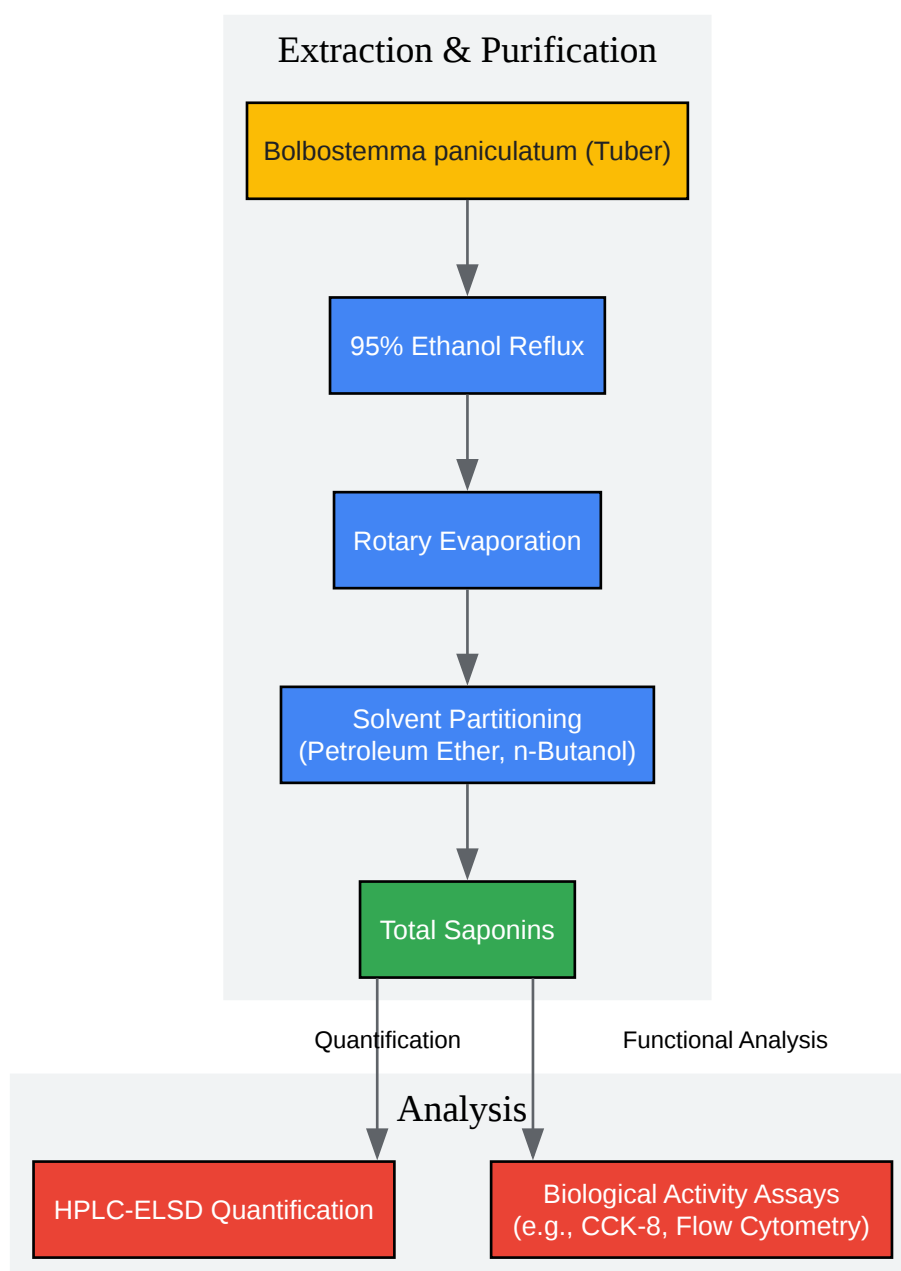 Extraction & Purification
Bolbostemma paniculatum (Tuber)
95% Ethanol Reflux
Rotary Evaporation
Solvent Partitioning
(Petroleum Ether, n-Butanol)
Total Saponins
Quantification
Functional Analysis
Analysis
HPLC-ELSD Quantification
Biological Activity Assays
(e.g., CCK-8, Flow Cytometry)